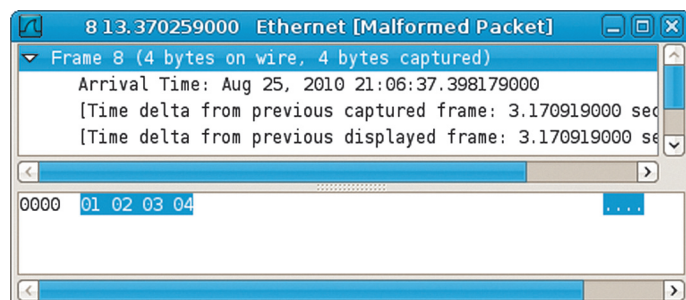 8 13.370259000 Ethernet [Malformed Packet]
Frame 8 (4 bytes on wire, 4 bytes captured)
Arrival Time: Aug 25, 2010 21:06:37.398179000
[Time delta from previous captured frame: 3.170919000 sec
[Time delta from previous displayed frame: 3.170919000 se
0000 01 02 03 04 ....